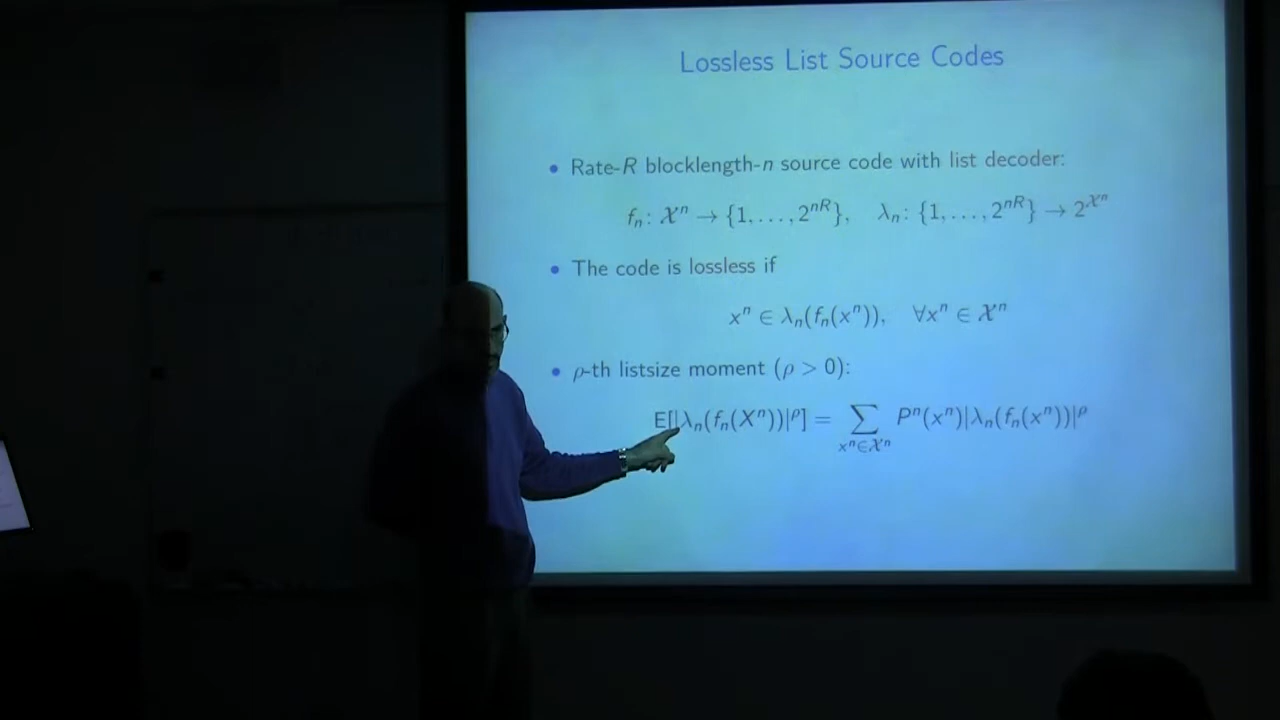 Lossless List Source Codes
• Rate-R blocklength-n source code with list decoder:
fₙ: 𝒳ⁿ → {1, . . . , 2ⁿᴿ}, λₙ: {1, . . . , 2ⁿᴿ} → 2^𝒳ⁿ
• The code is lossless if
xⁿ ∈ λₙ(fₙ(xⁿ)), ∀xⁿ ∈ 𝒳ⁿ
• ρ-th listsize moment (ρ > 0):
E[|λₙ(fₙ(Xⁿ))|^ρ] = ∑_{xⁿ∈𝒳ⁿ} Pⁿ(xⁿ)|λₙ(fₙ(xⁿ))|^ρ